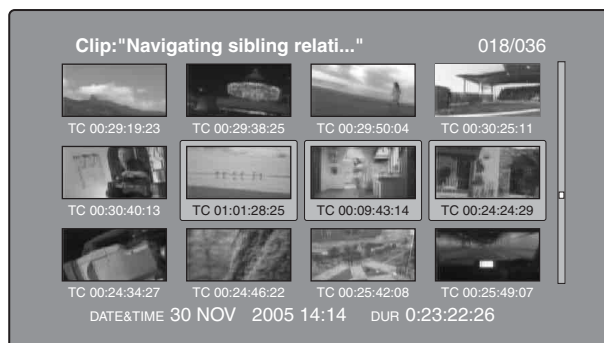 Clip:"Navigating sibling relati..." 018/036
TC 00:29:19:23 TC 00:29:38:25 TC 00:29:50:04 TC 00:30:25:11
TC 00:30:40:13 TC 01:01:28:25 TC 00:09:43:14 TC 00:24:24:29
TC 00:24:34:27 TC 00:24:46:22 TC 00:25:42:08 TC 00:25:49:07
DATE&TIME 30 NOV 2005 14:14 DUR 0:23:22:26